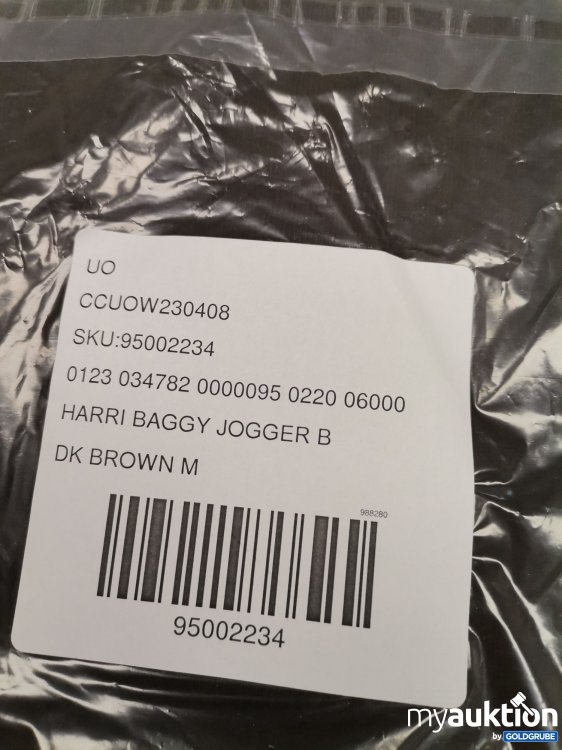 UO
CCUOW230408
SKU:95002234
0123 034782 0000095 0220 06000
HARRI BAGGY JOGGER B
DK BROWN M
988280
95002234
myauktion
by GOLDGRUBE